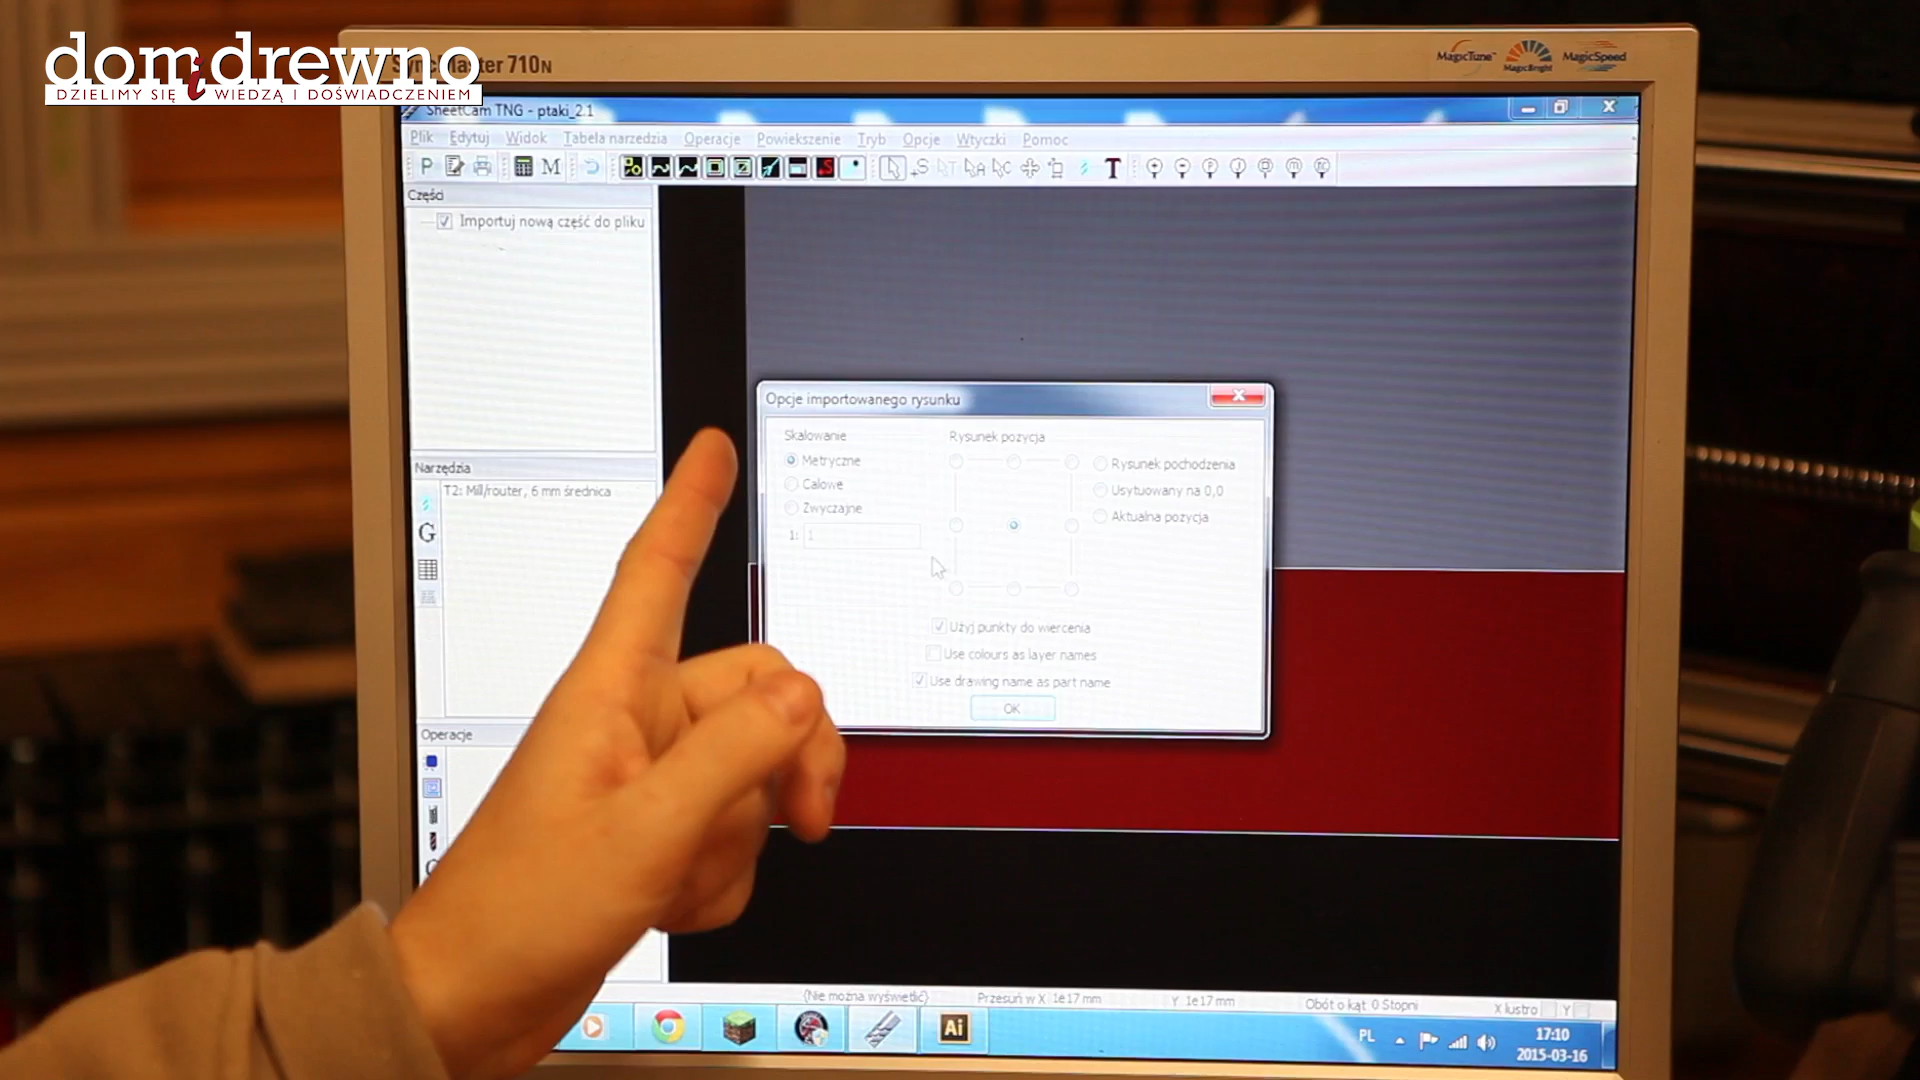 domidrewno
DZIELIMY SIĘ WIEDZĄ I DOŚWIADCZENIEM
710N
MagicTune
MagicBright
MagicSpeed
SheetCam TNG - ptaki_2.1
Plik Edytuj Widok Tabela narzedzia Operacje Powiekszenie Tryb Opcje Wtyczki Pomoc
P M S T A C T
Części
Importuj nową część do pliku
Narzędzia
T2: Mill/router, 6 mm średnica
G
Operacje
Opcje importowanego rysunku
Skalowanie
Metryczne
Calowe
Zwyczajne
1: 1
Rysunek pozycja
Rysunek pochodzenia
Usytuowany na 0,0
Aktualna pozycja
Użyj punkty do wiercenia
Use colours as layer names
Use drawing name as part name
OK
(Nie można wyświetlić) Przesuń w X 1e17 mm Y 1e17 mm Obót o kąt. 0 Stopni X lustro Y
Ai
PL
17:10
2015-03-16